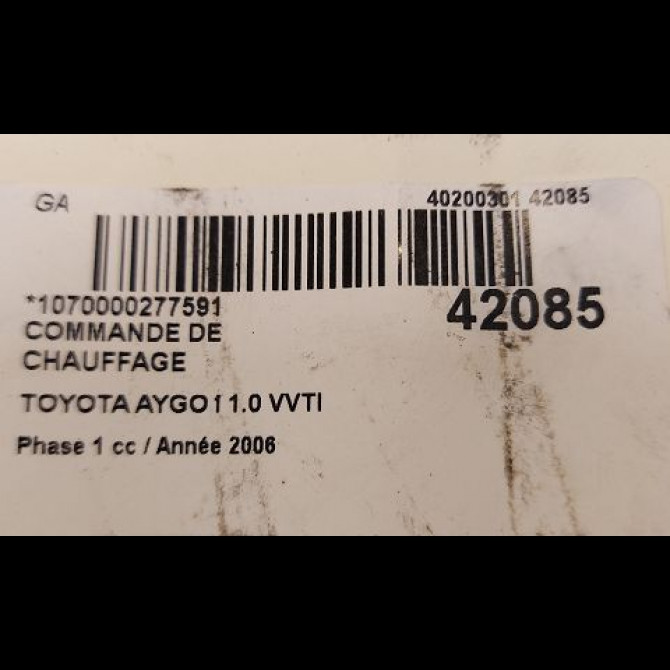 GA
40200301 42085
*1070000277591
42085
COMMANDE DE
CHAUFFAGE
TOYOTA AYGO 1 1.0 VVTI
Phase 1 cc / Année 2006